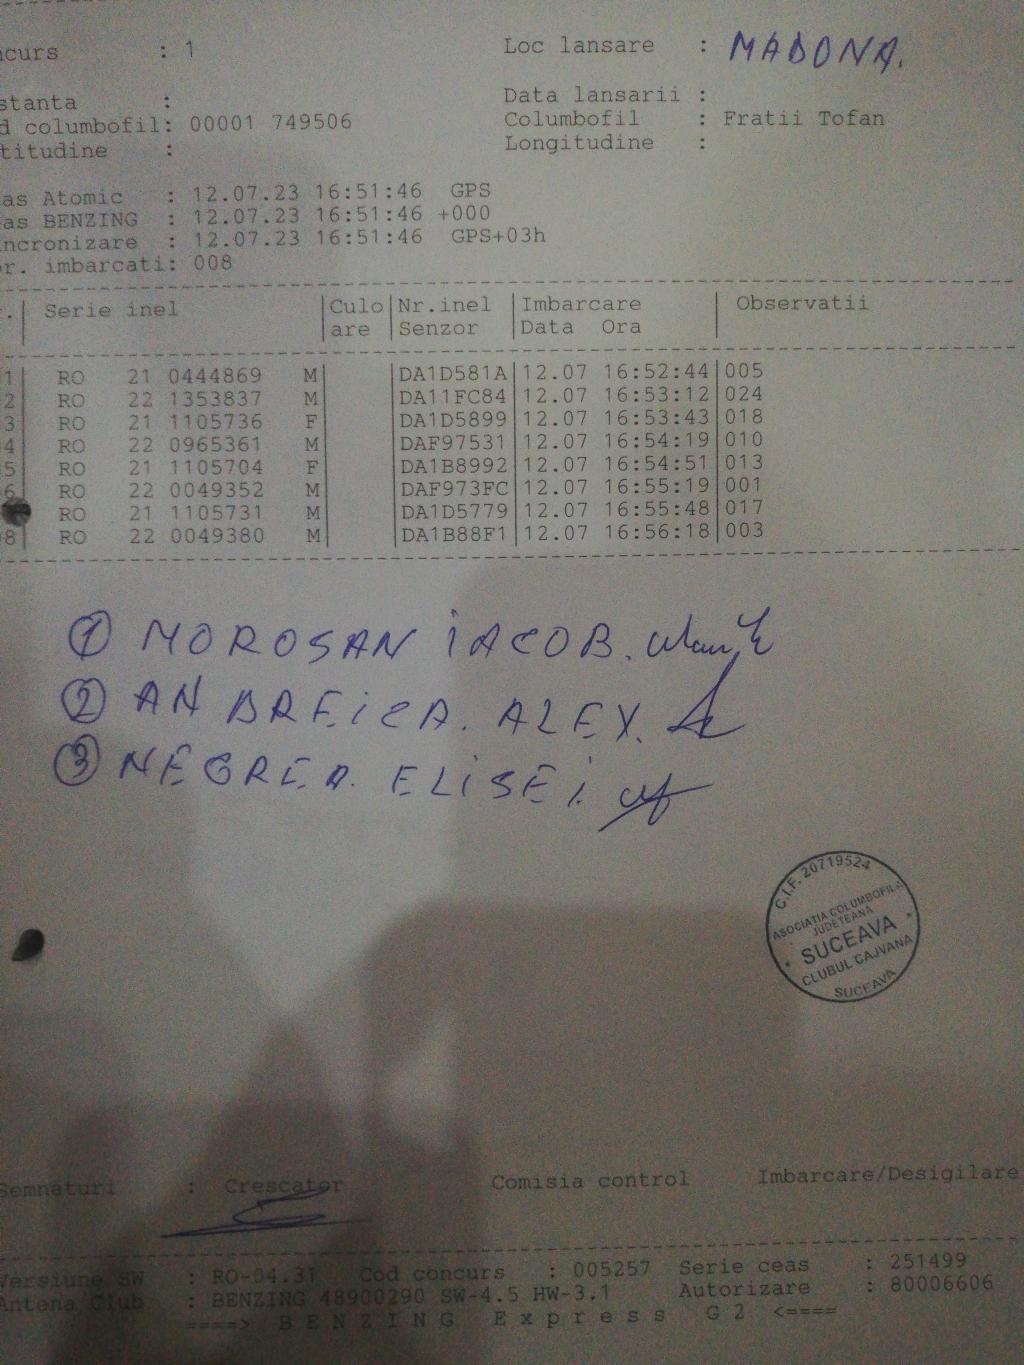 ncurs : 1 Loc lansare : MADONA.
stanta : Data lansarii :
d columbofil: 00001 749506 Columbofil : Fratii Tofan
titudine : Longitudine :
as Atomic : 12.07.23 16:51:46 GPS
as BENZING : 12.07.23 16:51:46 +000
ncronizare : 12.07.23 16:51:46 GPS+03h
r. imbarcati: 008
.| Serie inel |Culo|Nr.inel |Imbarcare | Observatii
|are |Senzor |Data Ora |
1| RO 21 0444869 M| |DA1D581A|12.07 16:52:44|005
2| RO 22 1353837 M| |DA11FC84|12.07 16:53:12|024
3| RO 21 1105736 F| |DA1D5899|12.07 16:53:43|018
4| RO 22 0965361 M| |DAF97531|12.07 16:54:19|010
5| RO 21 1105704 F| |DA1B8992|12.07 16:54:51|013
6| RO 22 0049352 M| |DAF973FC|12.07 16:55:19|001
| RO 21 1105731 M| |DA1D5779|12.07 16:55:48|017
8| RO 22 0049380 M| |DA1B88F1|12.07 16:56:18|003
① MOROSAN IACOB.
② ANDREICA. ALEX.
③ NEGREA. ELISEI.
C.I.F. 20719524
ASOCIATIA COLUMBOFILA
JUDETEANA
SUCEAVA
CLUBUL CAJVANA
SUCEAVA
Semnaturi : Crescator Comisia control Imbarcare/Desigilare
Versiune SW : RO-04.31 Cod concurs : 005257 Serie ceas : 251499
Antena Club : BENZING 48900290 SW-4.5 HW-3.1 Autorizare : 80006606
====> B E N Z I N G E x p r e s s G 2 <====